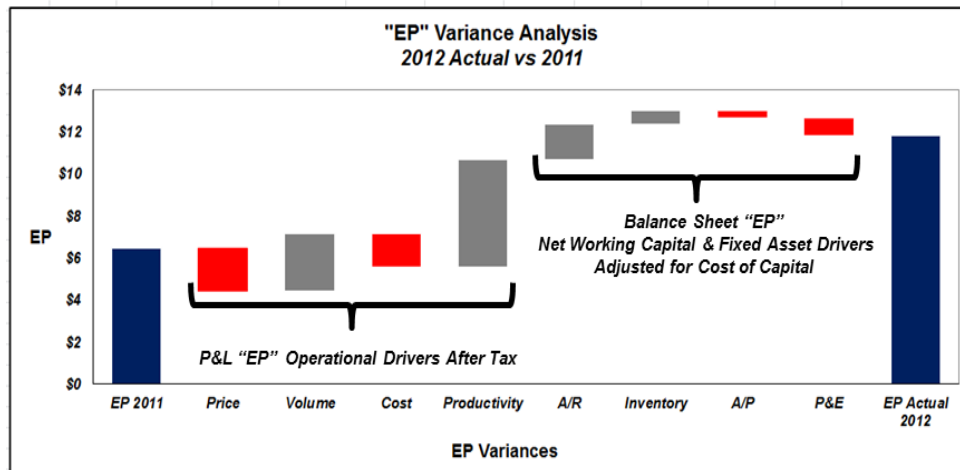 "EP" Variance Analysis
2012 Actual vs 2011
$14
$12
$10
$8
$6
$4
$2
$0
EP
Balance Sheet “EP”
Net Working Capital & Fixed Asset Drivers
Adjusted for Cost of Capital
P&L “EP” Operational Drivers After Tax
EP 2011 Price Volume Cost Productivity A/R Inventory A/P P&E EP Actual
2012
EP Variances